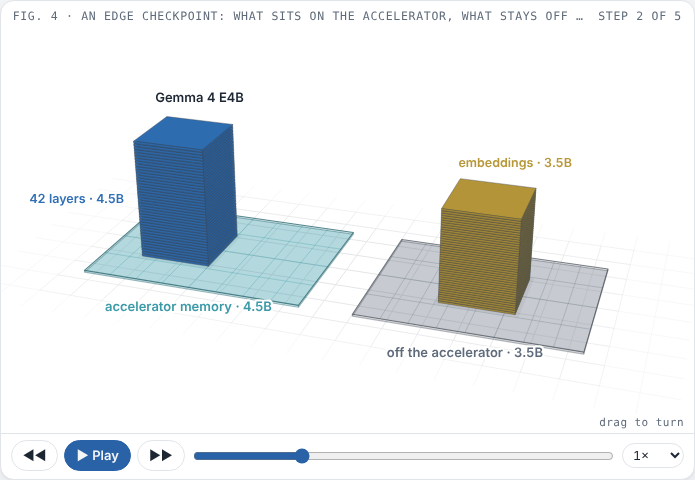 FIG. 4 · AN EDGE CHECKPOINT: WHAT SITS ON THE ACCELERATOR, WHAT STAYS OFF … STEP 2 OF 5
Gemma 4 E4B
embeddings · 3.5B
42 layers · 4.5B
accelerator memory · 4.5B
off the accelerator · 3.5B
drag to turn
Play
1×